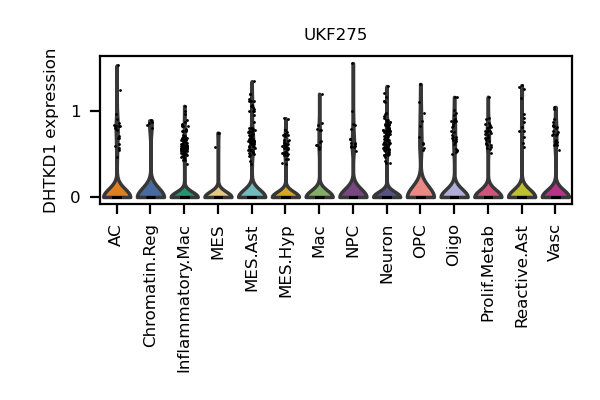 UKF275
DHTKD1 expression
1
0
AC
Chromatin.Reg
Inflammatory.Mac
MES
MES.Ast
MES.Hyp
Mac
NPC
Neuron
OPC
Oligo
Prolif.Metab
Reactive.Ast
Vasc